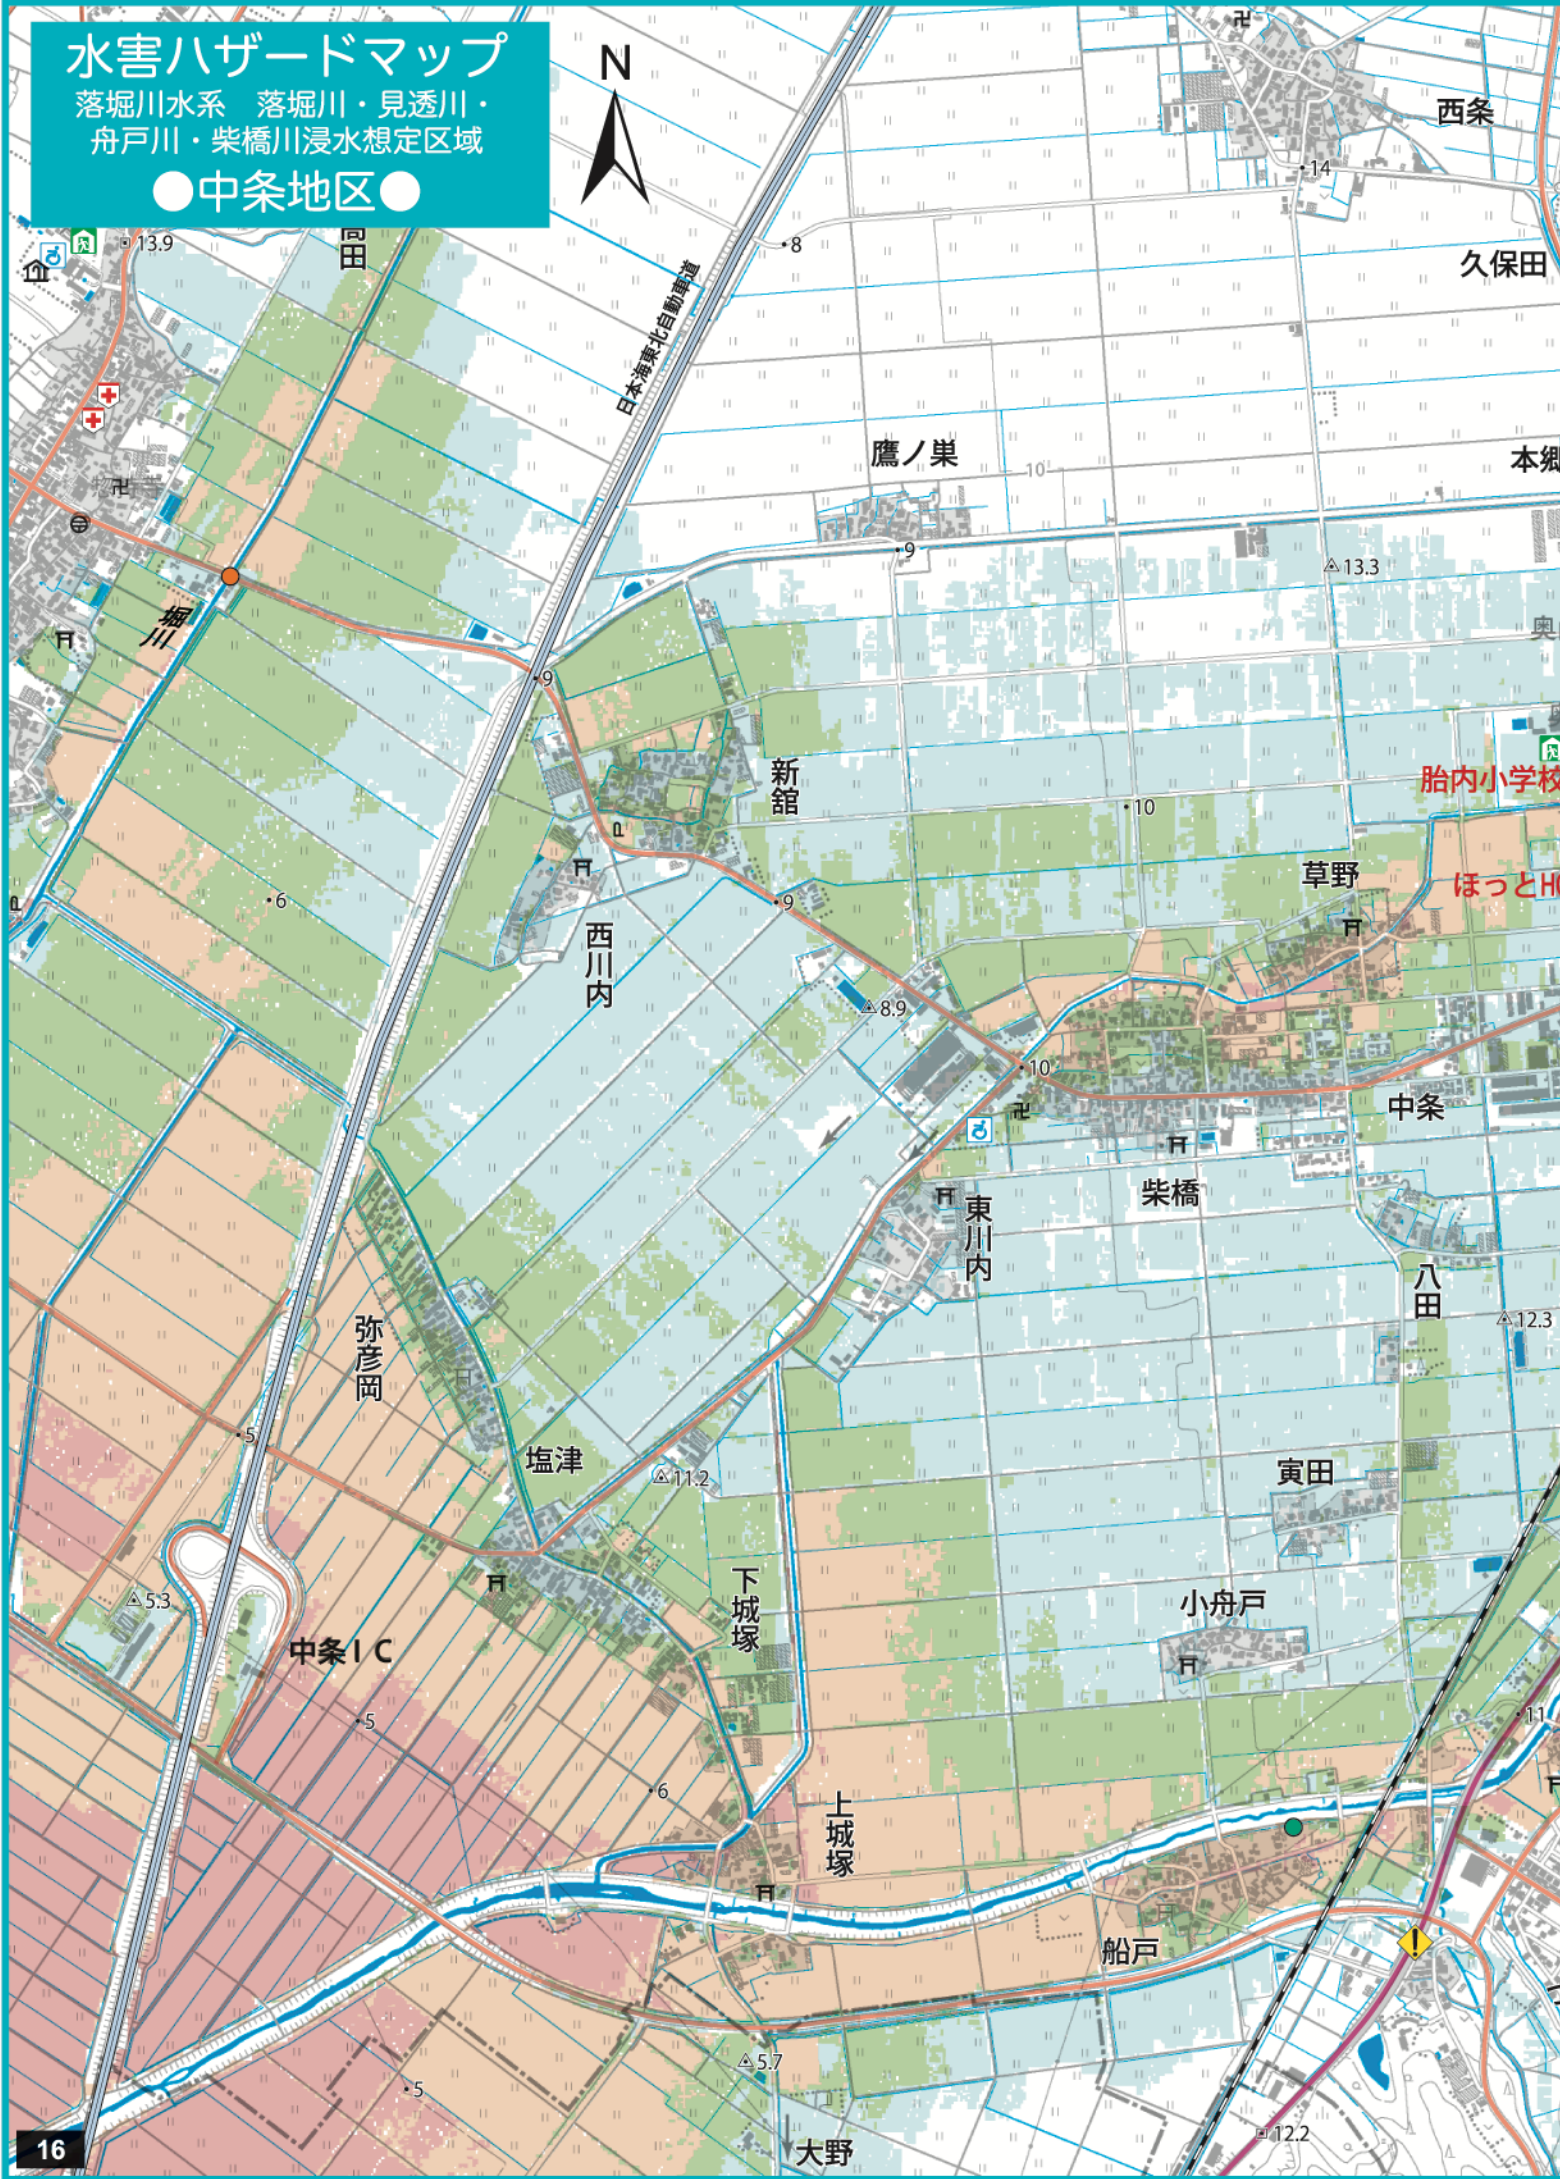 水害ハザードマップ
落堀川水系　落堀川・見透川・
舟戸川・柴橋川浸水想定区域
●中条地区●
N
西条
14
8
久保田
13.9
高田
日本海東北自動車道
鷹ノ巣
10
本郷
9
13.3
奥
堀川
9
新舘
胎内小学校
10
P
草野
ほっとHO
P
6
9
西川内
8.9
10
中条
柴橋
東川内
八田
12.3
弥彦岡
5
塩津
11.2
寅田
下城塚
小舟戸
5.3
中条IC
5
11
6
上城塚
船戸
5.7
5
大野
12.2
16